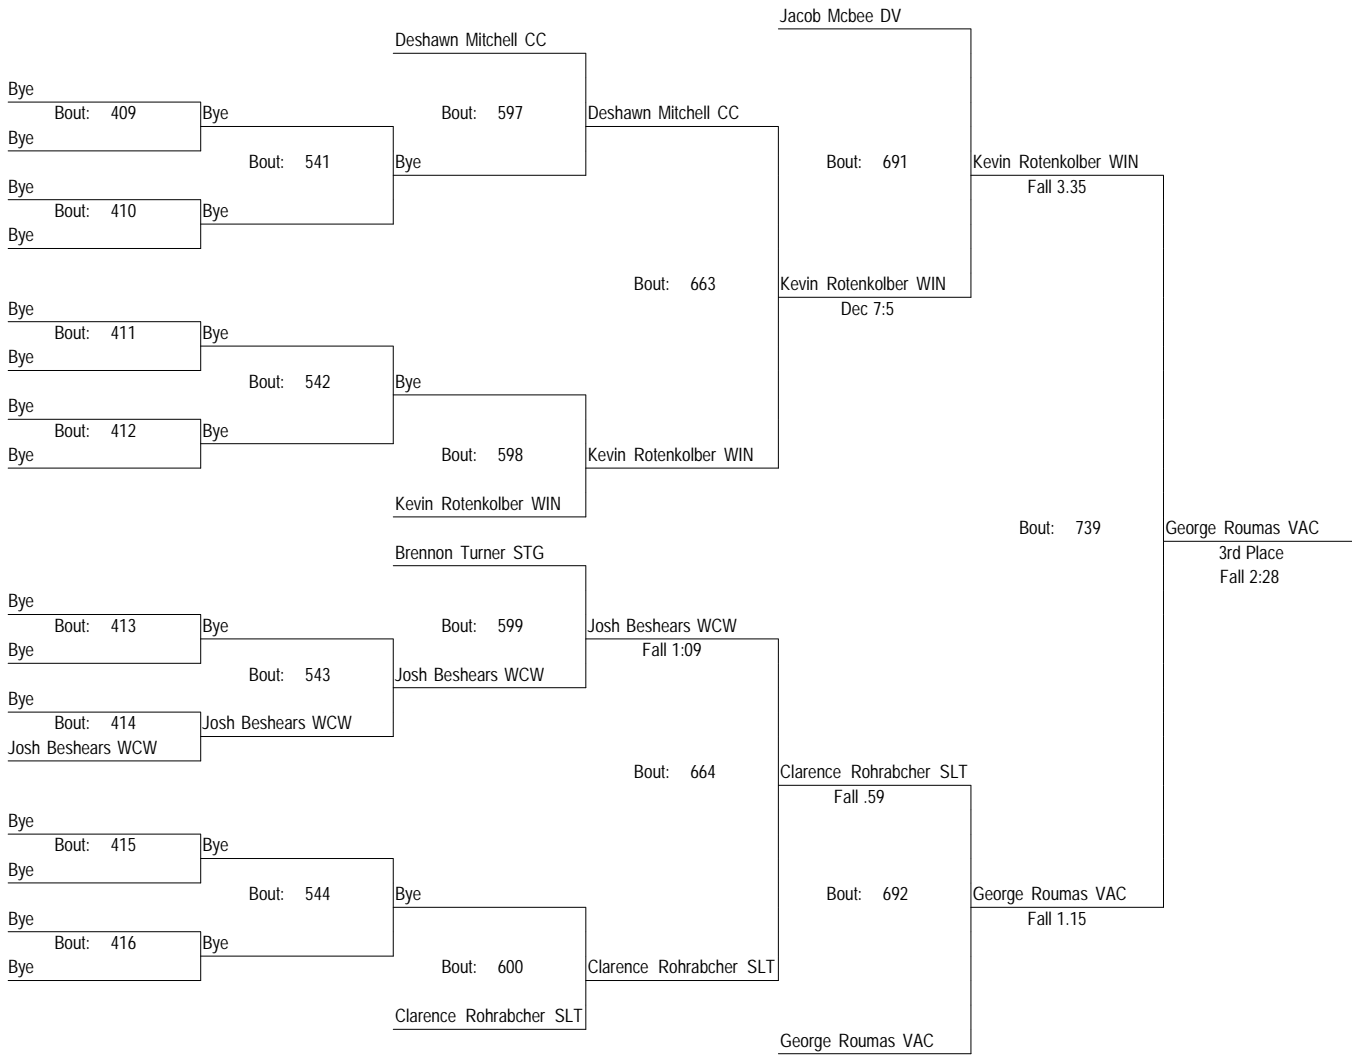 Jacob Mcbee DV
Deshawn Mitchell CC
Bye
Bout: 409
Bye
Bout: 597
Deshawn Mitchell CC
Bye
Bout: 541
Bye
Bout: 691
Kevin Rotenkolber WIN
Bye
Fall 3.35
Bout: 410
Bye
Bye
Bout: 663
Kevin Rotenkolber WIN
Bye
Dec 7:5
Bout: 411
Bye
Bye
Bout: 542
Bye
Bye
Bout: 412
Bye
Bye
Bout: 598
Kevin Rotenkolber WIN
Kevin Rotenkolber WIN
Bout: 739
George Roumas VAC
Brennon Turner STG
3rd Place
Fall 2:28
Bye
Bout: 413
Bye
Bout: 599
Josh Beshears WCW
Bye
Fall 1:09
Bout: 543
Josh Beshears WCW
Bye
Bout: 414
Josh Beshears WCW
Josh Beshears WCW
Bout: 664
Clarence Rohrabcher SLT
Fall .59
Bye
Bout: 415
Bye
Bye
Bout: 544
Bye
Bout: 692
George Roumas VAC
Bye
Fall 1.15
Bout: 416
Bye
Bye
Bout: 600
Clarence Rohrabcher SLT
Clarence Rohrabcher SLT
George Roumas VAC